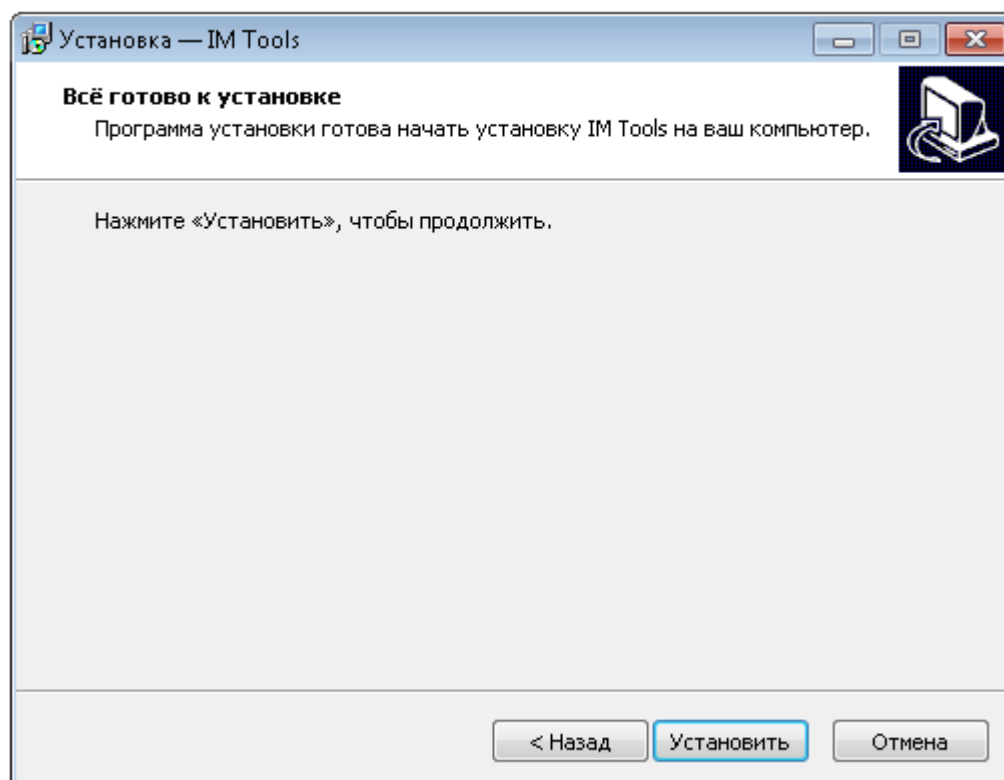 Установка — IM Tools
Всё готово к установке
Программа установки готова начать установку IM Tools на ваш компьютер.
Нажмите «Установить», чтобы продолжить.
< Назад
Установить
Отмена